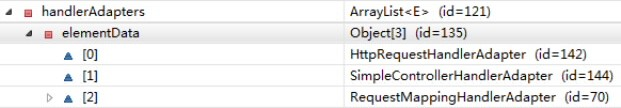 handlerAdapters ArrayList<E> (id=121)
elementData Object[3] (id=135)
[0] HttpRequestHandlerAdapter (id=142)
[1] SimpleControllerHandlerAdapter (id=144)
[2] RequestMappingHandlerAdapter (id=70)